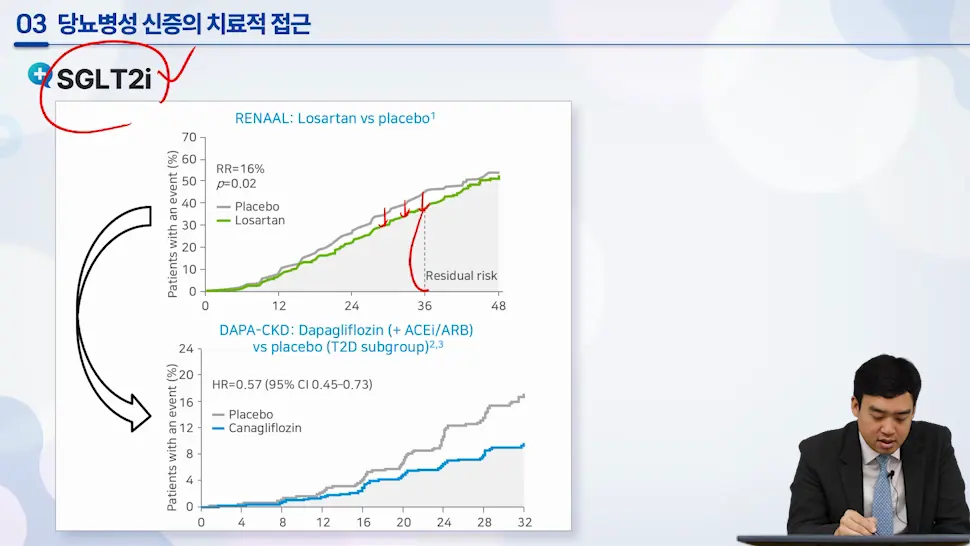 03 당뇨병성 신증의 치료적 접근
SGLT2i
RENAAL: Losartan vs placebo¹
Patients with an event (%)
70
60
50
40
30
20
10
0
RR=16%
p=0.02
Placebo
Losartan
Residual risk
0 12 24 36 48
DAPA-CKD: Dapagliflozin (+ ACEi/ARB)
vs placebo (T2D subgroup)²,³
Patients with an event (%)
24
20
16
12
8
4
0
HR=0.57 (95% CI 0.45-0.73)
Placebo
Canagliflozin
0 4 8 12 16 20 24 28 32